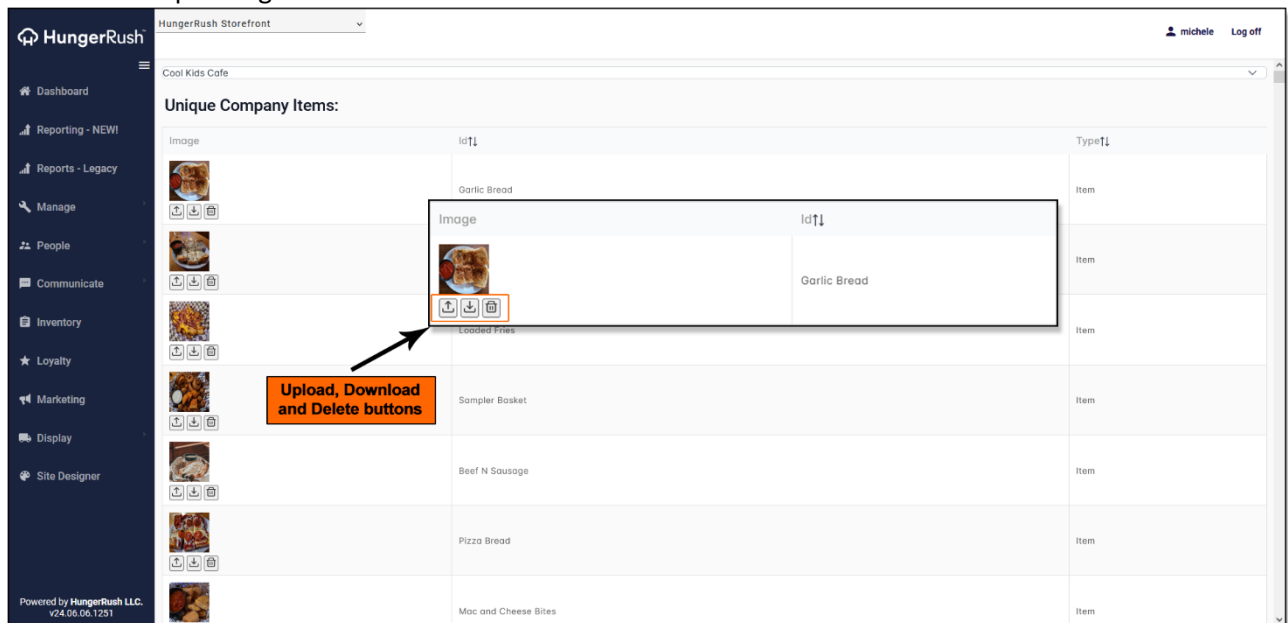 HungerRush
HungerRush Storefront
michele Log off
Cool Kids Cafe
Dashboard
Reporting - NEW!
Reports - Legacy
Manage
People
Communicate
Inventory
Loyalty
Marketing
Display
Site Designer
Powered by HungerRush LLC.
v24.06.06.1251
Unique Company Items:
Image Id Type
Garlic Bread Item
Item
Loaded Fries Item
Sampler Basket Item
Beef N Sausage Item
Pizza Bread Item
Mac and Cheese Bites Item
Image Id
Garlic Bread
Upload, Download
and Delete buttons